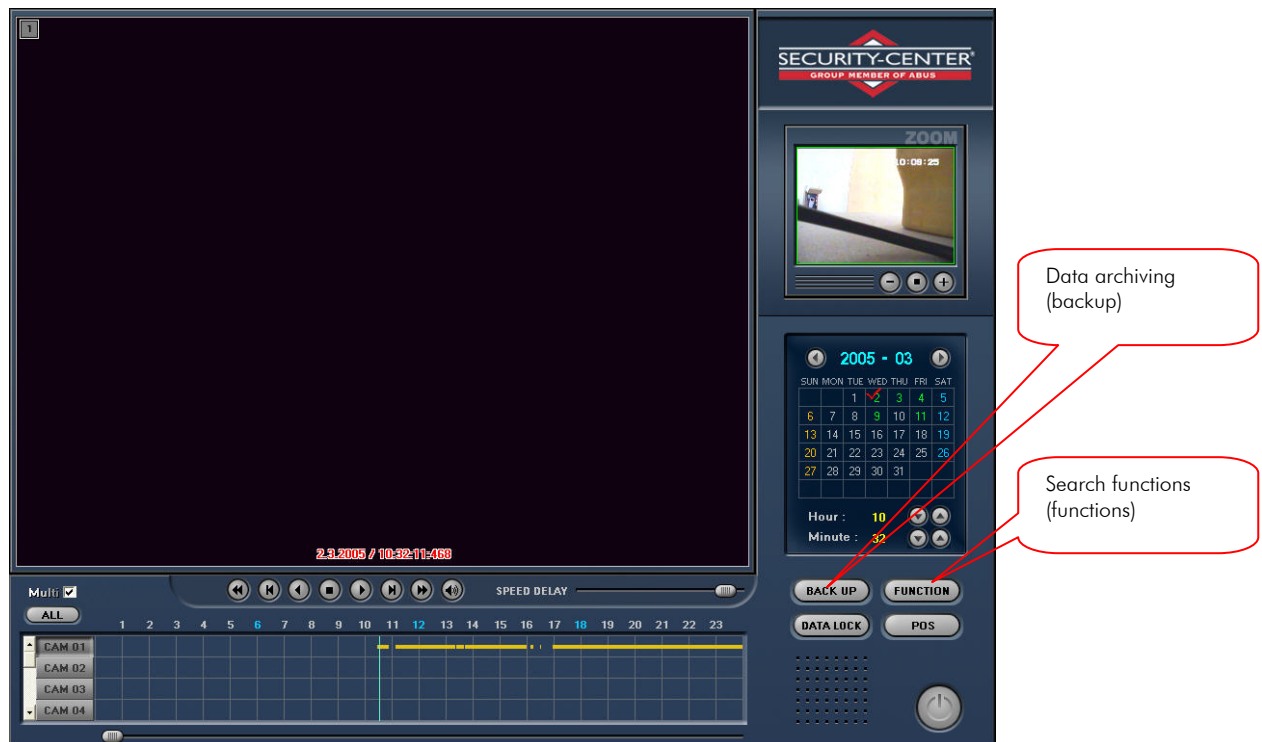 1
SECURITY-CENTER®
GROUP MEMBER OF ABUS
ZOOM
10:09:25
Data archiving
(backup)
2005 - 03
SUN MON TUE WED THU FRI SAT
1 2 3 4 5
6 7 8 9 10 11 12
13 14 15 16 17 18 19
20 21 22 23 24 25 26
27 28 29 30 31
Hour : 10
Minute : 32
Search functions
(functions)
2.3.2005 / 10:32:11:468
Multi
SPEED DELAY
BACK UP
FUNCTION
ALL
DATA LOCK
POS
1 2 3 4 5 6 7 8 9 10 11 12 13 14 15 16 17 18 19 20 21 22 23
CAM 01
CAM 02
CAM 03
CAM 04